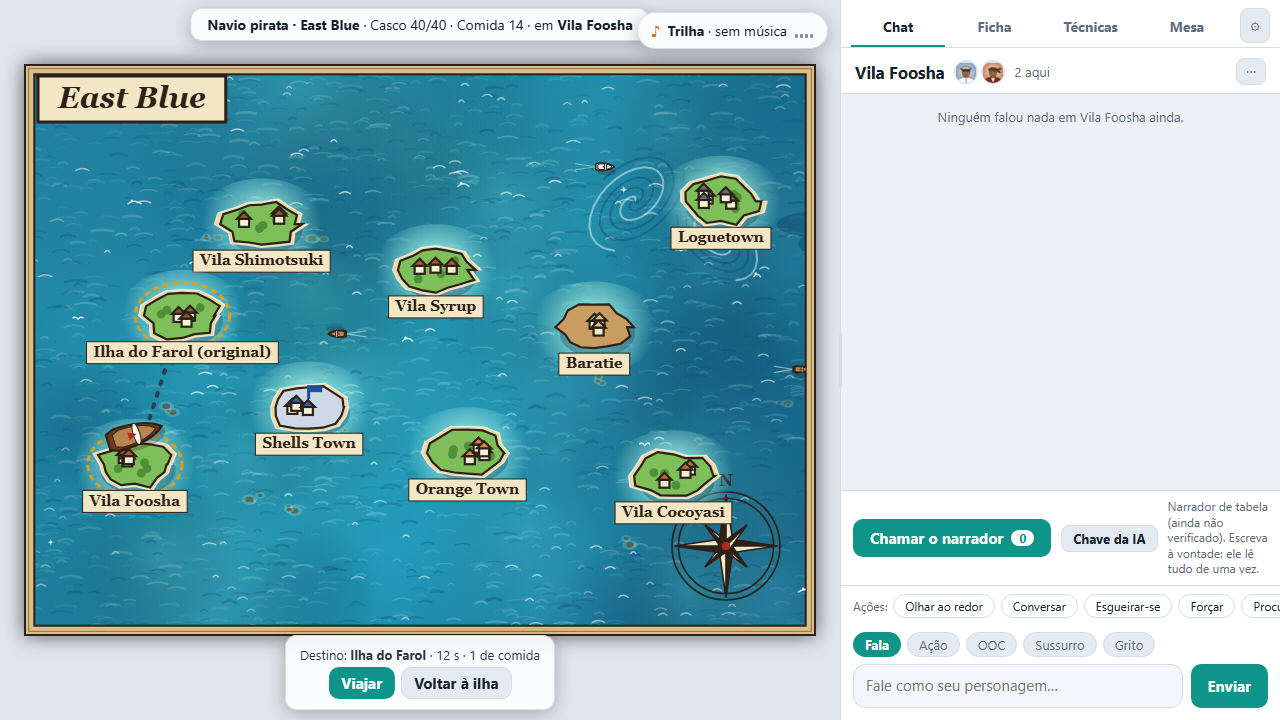 Navio pirata · East Blue · Casco 40/40 · Comida 14 · em Vila Foosha
♪ Trilha · sem música ....
East Blue
Vila Shimotsuki
Loguetown
Vila Syrup
Ilha do Farol (original)
Baratie
Shells Town
Orange Town
Vila Foosha
Vila Cocoyasi
N
Destino: Ilha do Farol · 12 s · 1 de comida
Viajar
Voltar à ilha
Chat
Ficha
Técnicas
Mesa
Vila Foosha
2 aqui
Ninguém falou nada em Vila Foosha ainda.
Chamar o narrador 0
Chave da IA
Narrador de tabela
(ainda não
verificado). Escreva
à vontade: ele lê
tudo de uma vez.
Ações:
Olhar ao redor
Conversar
Esgueirar-se
Forçar
Procu
Fala
Ação
OOC
Sussurro
Grito
Fale como seu personagem...
Enviar